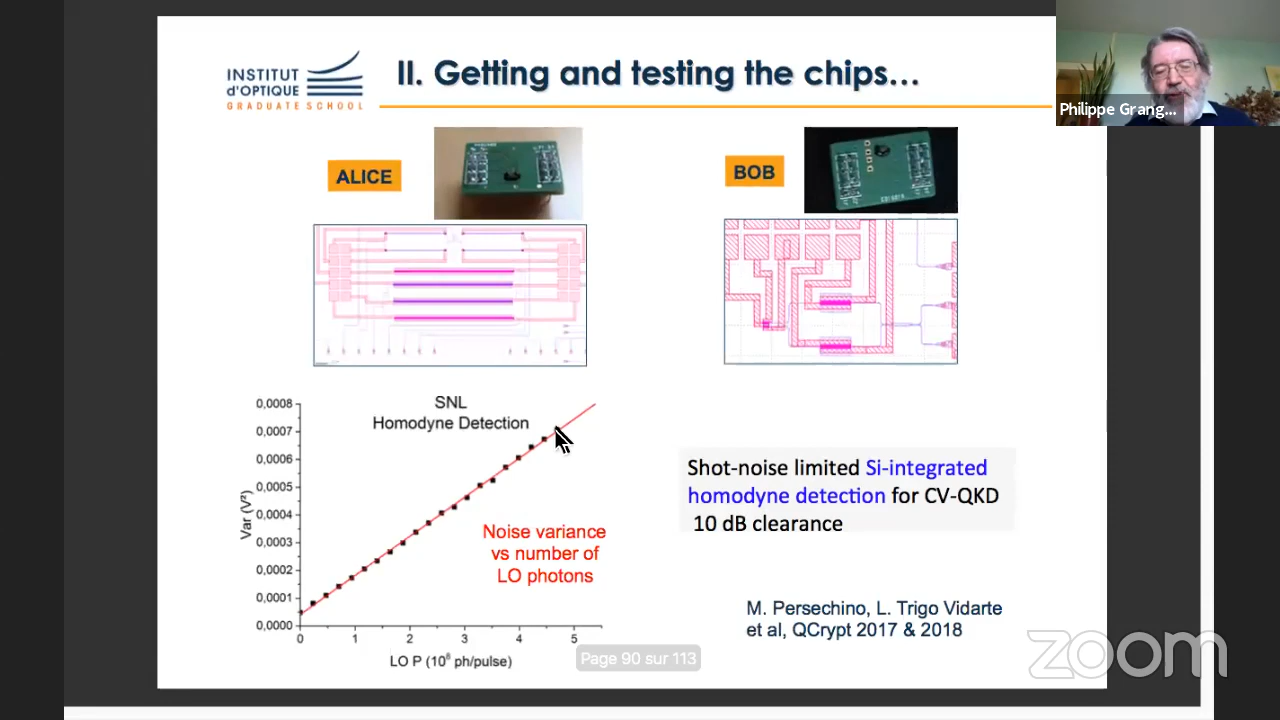 INSTITUT
d'OPTIQUE
GRADUATE SCHOOL
II. Getting and testing the chips…
Philippe Grang...
ALICE
BOB
SNL
Homodyne Detection
0,0008
0,0007
0,0006
0,0005
0,0004
0,0003
0,0002
0,0001
0,0000
Var (V²)
0 1 2 3 4 5
LO P (10⁸ ph/pulse)
Noise variance
vs number of
LO photons
Shot-noise limited Si-integrated
homodyne detection for CV-QKD
10 dB clearance
M. Persechino, L. Trigo Vidarte
et al, QCrypt 2017 & 2018
Page 90 sur 113
zoom